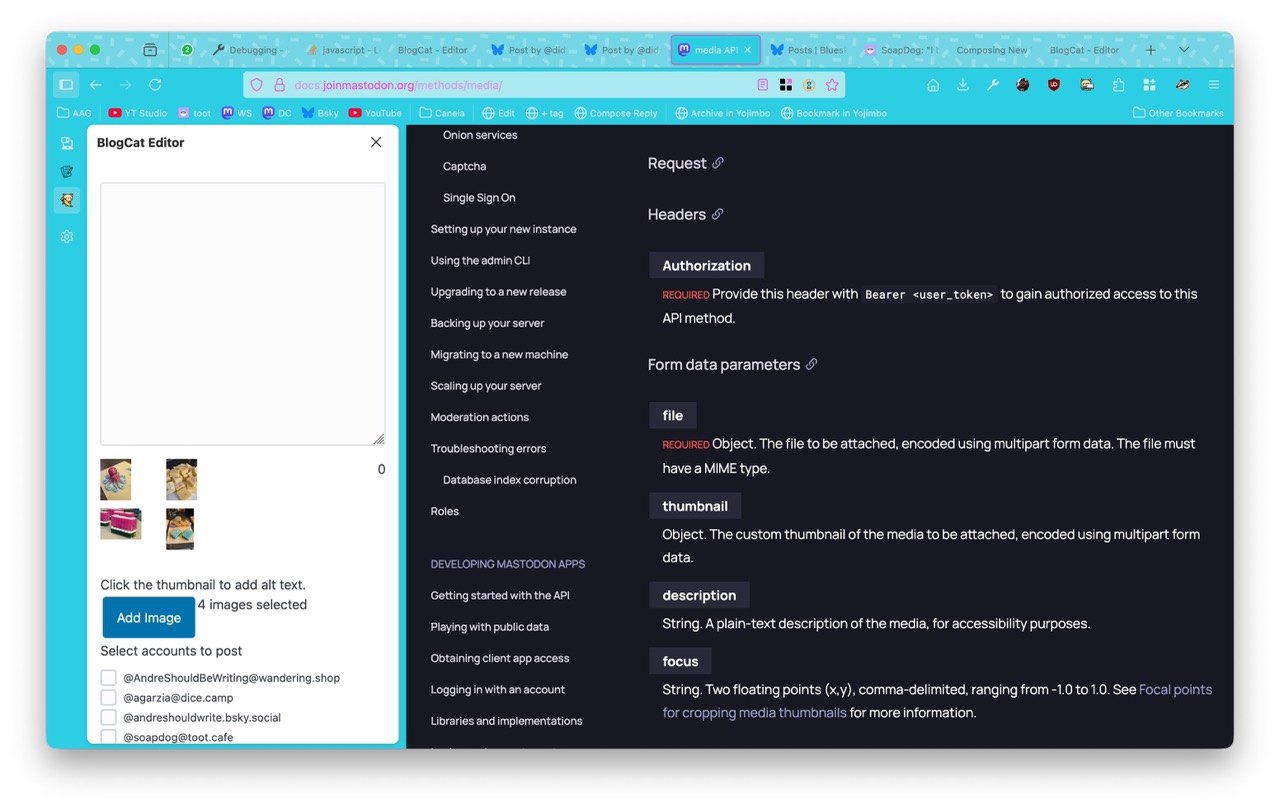 2
Debugging -
javascript - L
BlogCat - Editor
Post by @did
Post by @did
media API
Posts | Blues
SoapDog: "I
Composing New
BlogCat - Editor
docs.joinmastodon.org/methods/media/
AAG
YT Studio
toot
WS
DC
Bsky
YouTube
Canela
Edit
+ tag
Compose Reply
Archive in Yojimbo
Bookmark in Yojimbo
Other Bookmarks
BlogCat Editor
0
Click the thumbnail to add alt text.
Add Image
4 images selected
Select accounts to post
@AndreShouldBeWriting@wandering.shop
@agarzia@dice.camp
@andreshouldwrite.bsky.social
@soapdog@toot.cafe
Onion services
Captcha
Single Sign On
Setting up your new instance
Using the admin CLI
Upgrading to a new release
Backing up your server
Migrating to a new machine
Scaling up your server
Moderation actions
Troubleshooting errors
Database index corruption
Roles
DEVELOPING MASTODON APPS
Getting started with the API
Playing with public data
Obtaining client app access
Logging in with an account
Libraries and implementations
Request
Headers
Authorization
REQUIRED Provide this header with Bearer <user_token> to gain authorized access to this
API method.
Form data parameters
file
REQUIRED Object. The file to be attached, encoded using multipart form data. The file must
have a MIME type.
thumbnail
Object. The custom thumbnail of the media to be attached, encoded using multipart form
data.
description
String. A plain-text description of the media, for accessibility purposes.
focus
String. Two floating points (x,y), comma-delimited, ranging from -1.0 to 1.0. See Focal points
for cropping media thumbnails for more information.